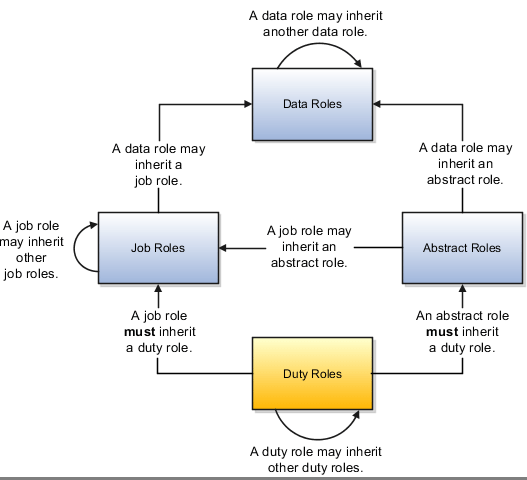 A data role may inherit
another data role.
Data Roles
A data role may
inherit a
job role.
A data role may
inherit an
abstract role.
A job role
may inherit
other
job roles.
Job Roles
A job role may
inherit an
abstract role.
Abstract Roles
A job role
must inherit
a duty role.
An abstract role
must inherit
a duty role.
Duty Roles
A duty role may inherit
other duty roles.